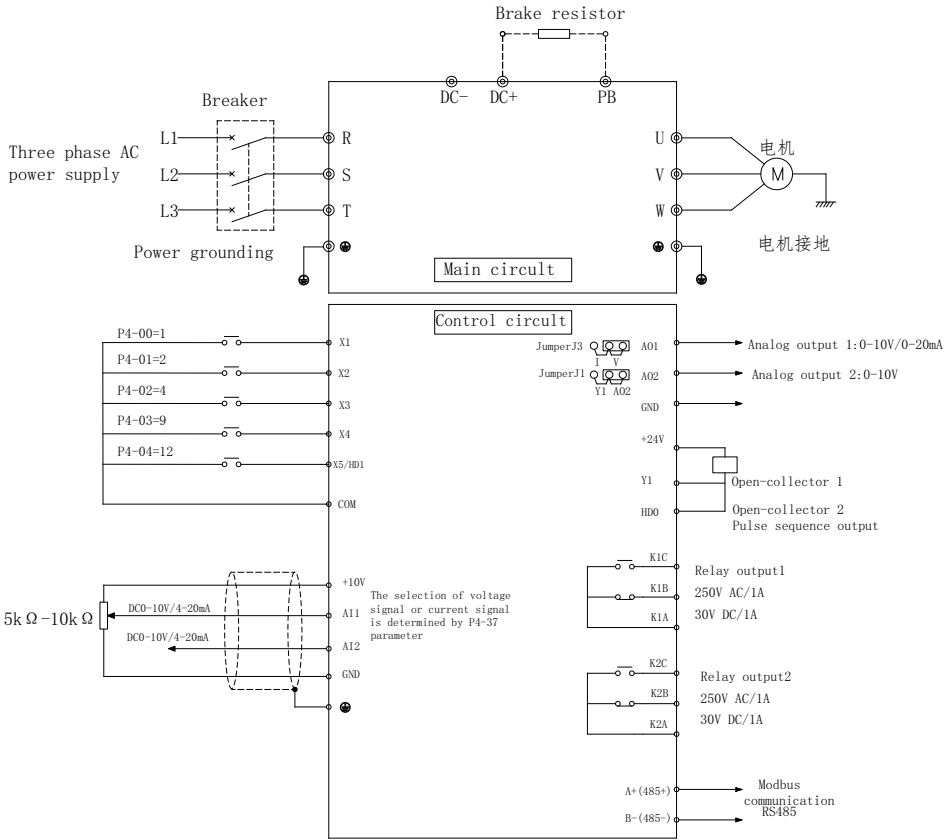 Brake resistor
DC- DC+ PB
Breaker
L1 R U
Three phase AC
power supply
电机
L2 S V M
L3 T W
Power grounding
电机接地
Main circult
Control circult
P4-00=1 X1
P4-01=2 X2
P4-02=4 X3
P4-03=9 X4
P4-04=12 X5/HD1
COM
JumperJ3 I V AO1 Analog output 1:0-10V/0-20mA
JumperJ1 Y1 AO2 AO2 Analog output 2:0-10V
GND
+24V
Y1 Open-collector 1
HDO Open-collector 2
Pulse sequence output
+10V
5kΩ-10kΩ
DC0-10V/4-20mA AI1
DC0-10V/4-20mA AI2
GND
The selection of voltage
signal or current signal
is determined by P4-37
parameter
K1C Relay output1
K1B 250V AC/1A
K1A 30V DC/1A
K2C Relay output2
K2B 250V AC/1A
K2A 30V DC/1A
A+(485+) Modbus
communication
B-(485-) RS485